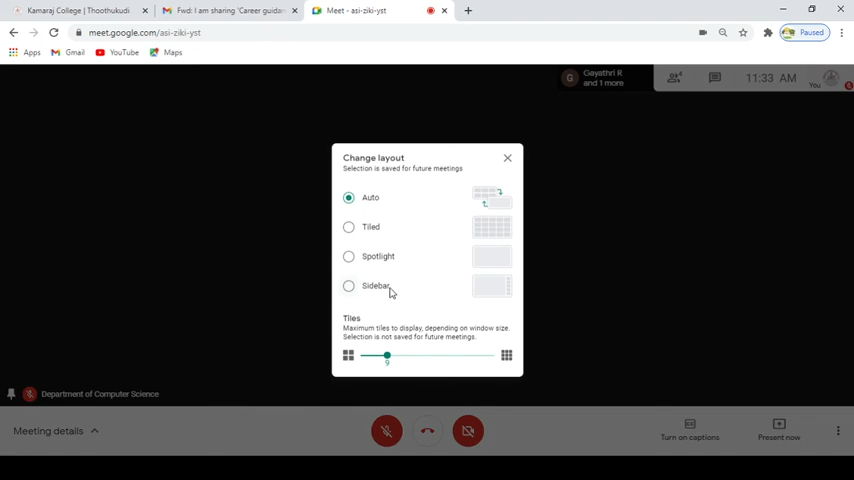 Kamaraj College | Thoothukudi
Fwd: I am sharing 'Career guidan
Meet - asi-ziki-yst
meet.google.com/asi-ziki-yst
Paused
Apps
Gmail
YouTube
Maps
G
Gayathri R
and 1 more
4
11:33 AM
You
Change layout
Selection is saved for future meetings
Auto
Tiled
Spotlight
Sidebar
Tiles
Maximum tiles to display, depending on window size.
Selection is not saved for future meetings.
9
Department of Computer Science
Meeting details
Turn on captions
Present now